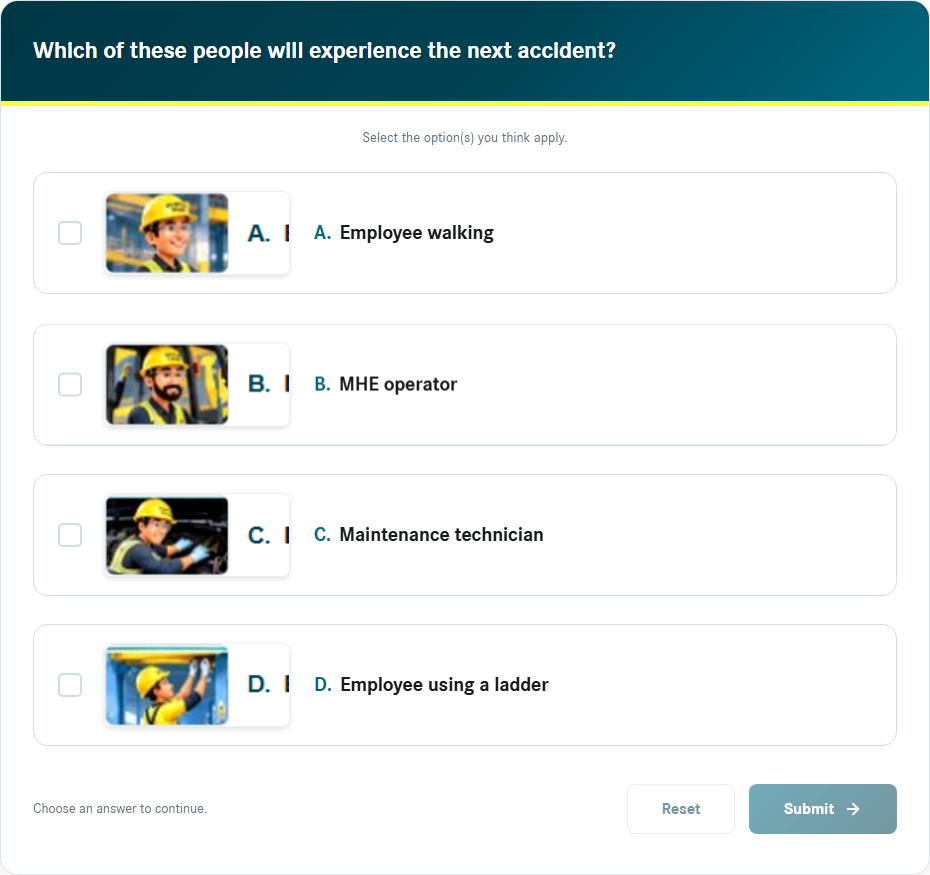 Which of these people will experience the next accident?
Select the option(s) you think apply.
A.
A. Employee walking
B.
B. MHE operator
C.
C. Maintenance technician
D.
D. Employee using a ladder
Choose an answer to continue.
Reset
Submit →